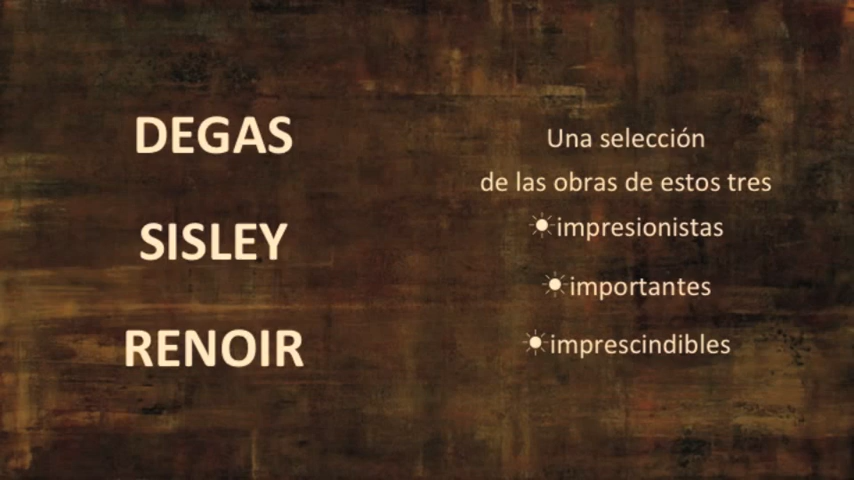 DEGAS
SISLEY
RENOIR
Una selección
de las obras de estos tres
☀impresionistas
☀importantes
☀imprescindibles